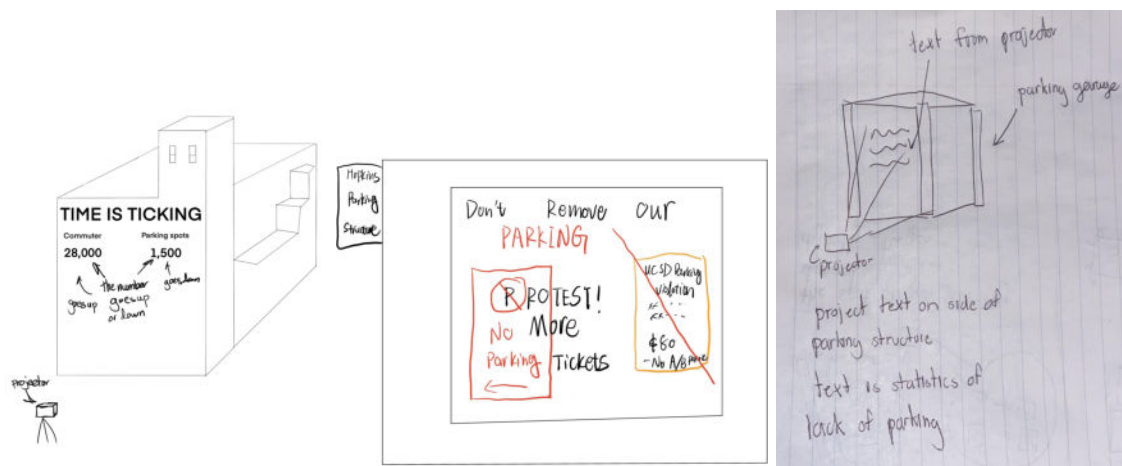 TIME IS TICKING
Commuter Parking spots
28,000 1,500
goes up
the number
goes up
or down
goes down
projector
Hopkins
Parking
Structure
Don't Remove our
PARKING
PROTEST!
More
NO
Parking Tickets
UCSD Parking
Violation
$60
text from projector
parking garage
projector
project text on side of
parking structure
text is statistics of
lack of parking